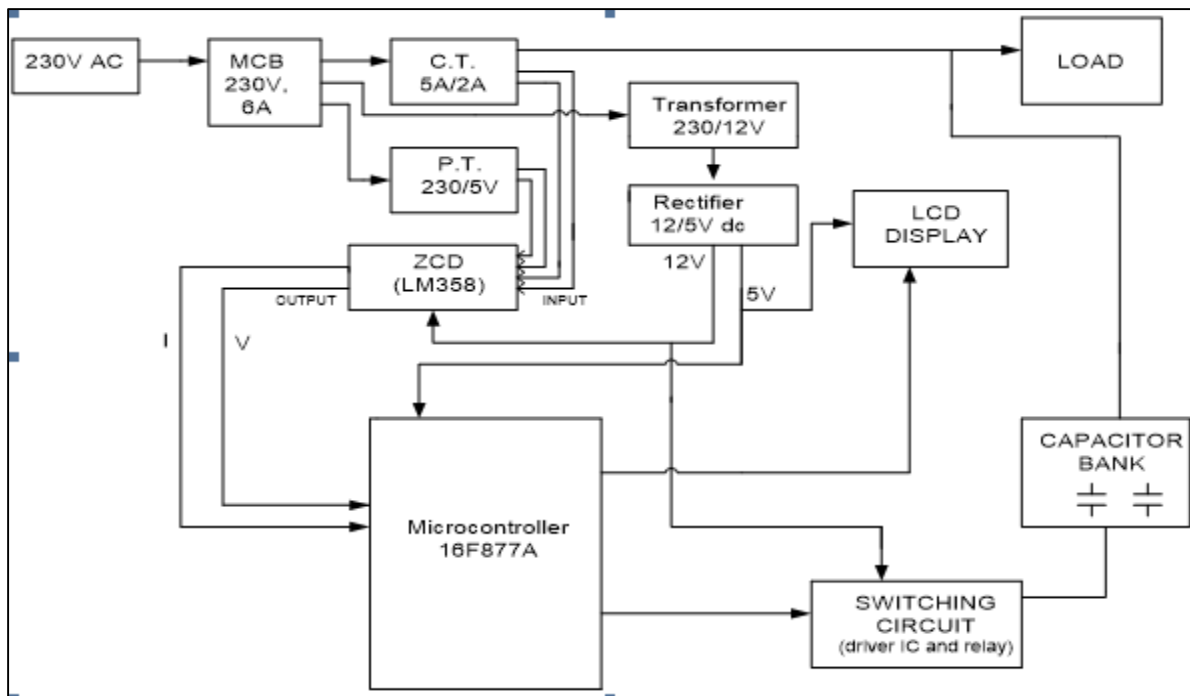 230V AC
MCB
230V,
6A
C.T.
5A/2A
LOAD
Transformer
230/12V
P.T.
230/5V
Rectifier
12/5V dc
LCD
DISPLAY
ZCD
(LM358)
12V
5V
OUTPUT
INPUT
I
V
CAPACITOR
BANK
Microcontroller
16F877A
SWITCHING
CIRCUIT
(driver IC and relay)